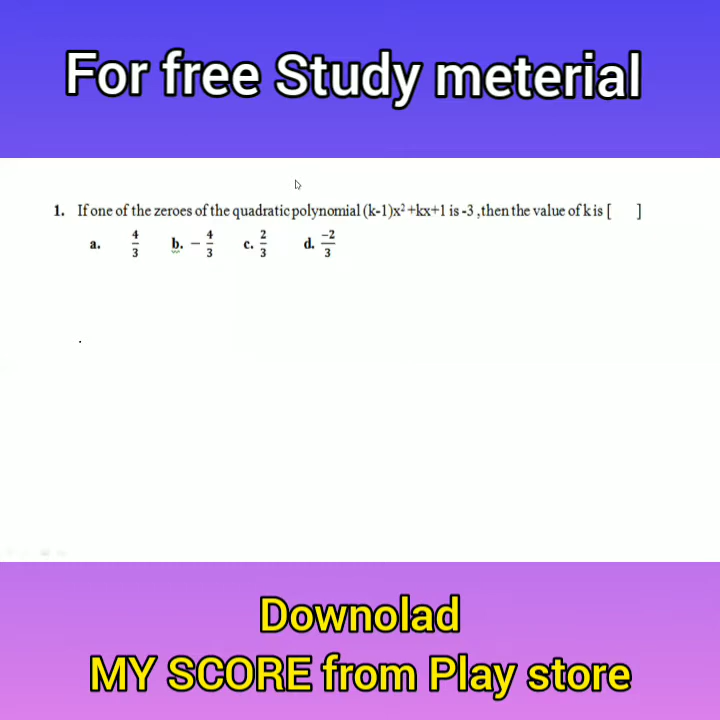 For free Study meterial
1. If one of the zeroes of the quadratic polynomial (k-1)x²+kx+1 is -3 ,then the value of k is [ ]
a. 4/3 b. − 4/3 c. 2/3 d. −2/3
Downolad
MY SCORE from Play store